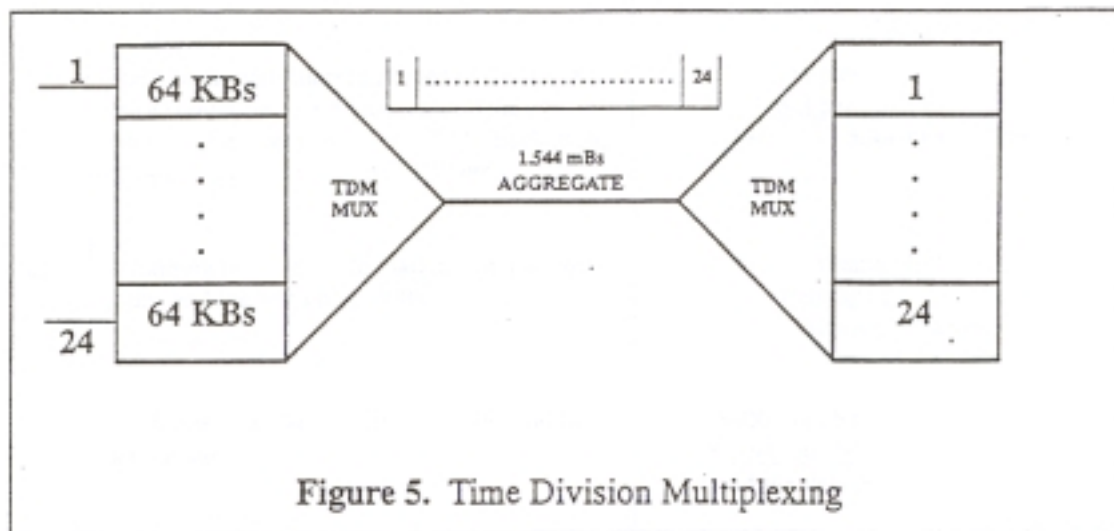 1
64 KBs
24
64 KBs
TDM
MUX
1 ........................................ 24
1.544 mBs
AGGREGATE
TDM
MUX
1
24
Figure 5. Time Division Multiplexing